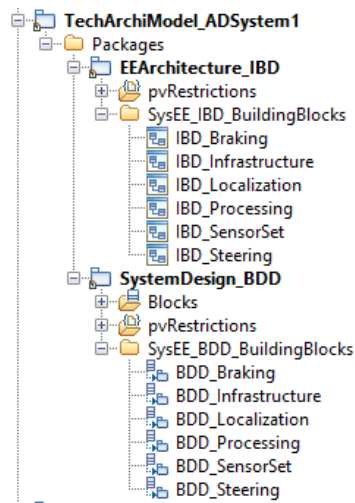 TechArchiModel_ADSystem1
Packages
EEArchitecture_IBD
pvRestrictions
SysEE_IBD_BuildingBlocks
IBD_Braking
IBD_Infrastructure
IBD_Localization
IBD_Processing
IBD_SensorSet
IBD_Steering
SystemDesign_BDD
Blocks
pvRestrictions
SysEE_BDD_BuildingBlocks
BDD_Braking
BDD_Infrastructure
BDD_Localization
BDD_Processing
BDD_SensorSet
BDD_Steering